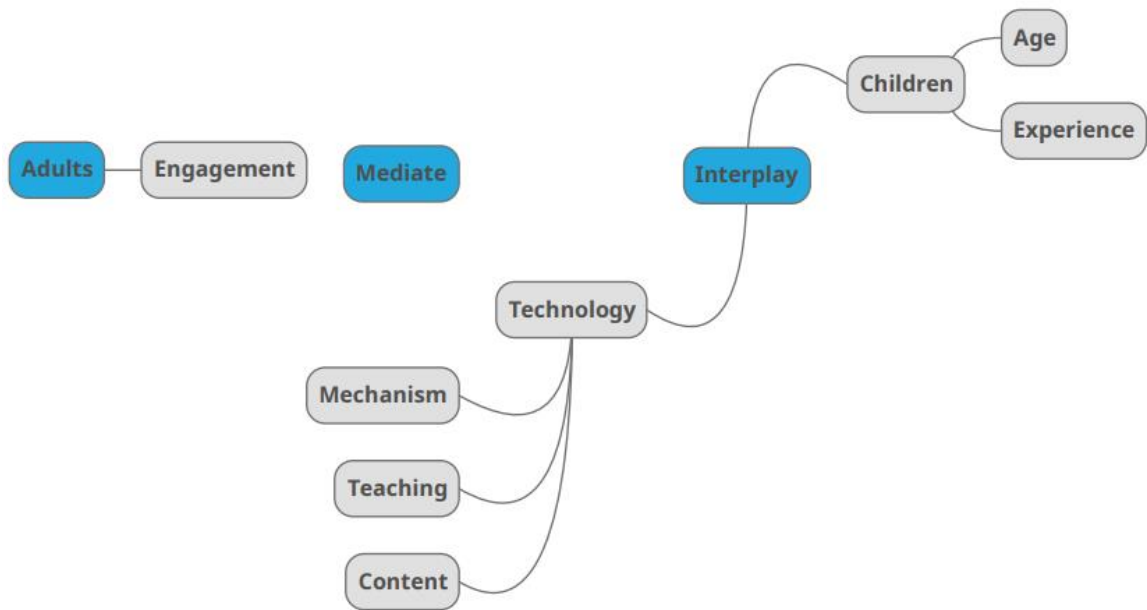 Age
Children
Experience
Adults
Engagement
Mediate
Interplay
Technology
Mechanism
Teaching
Content